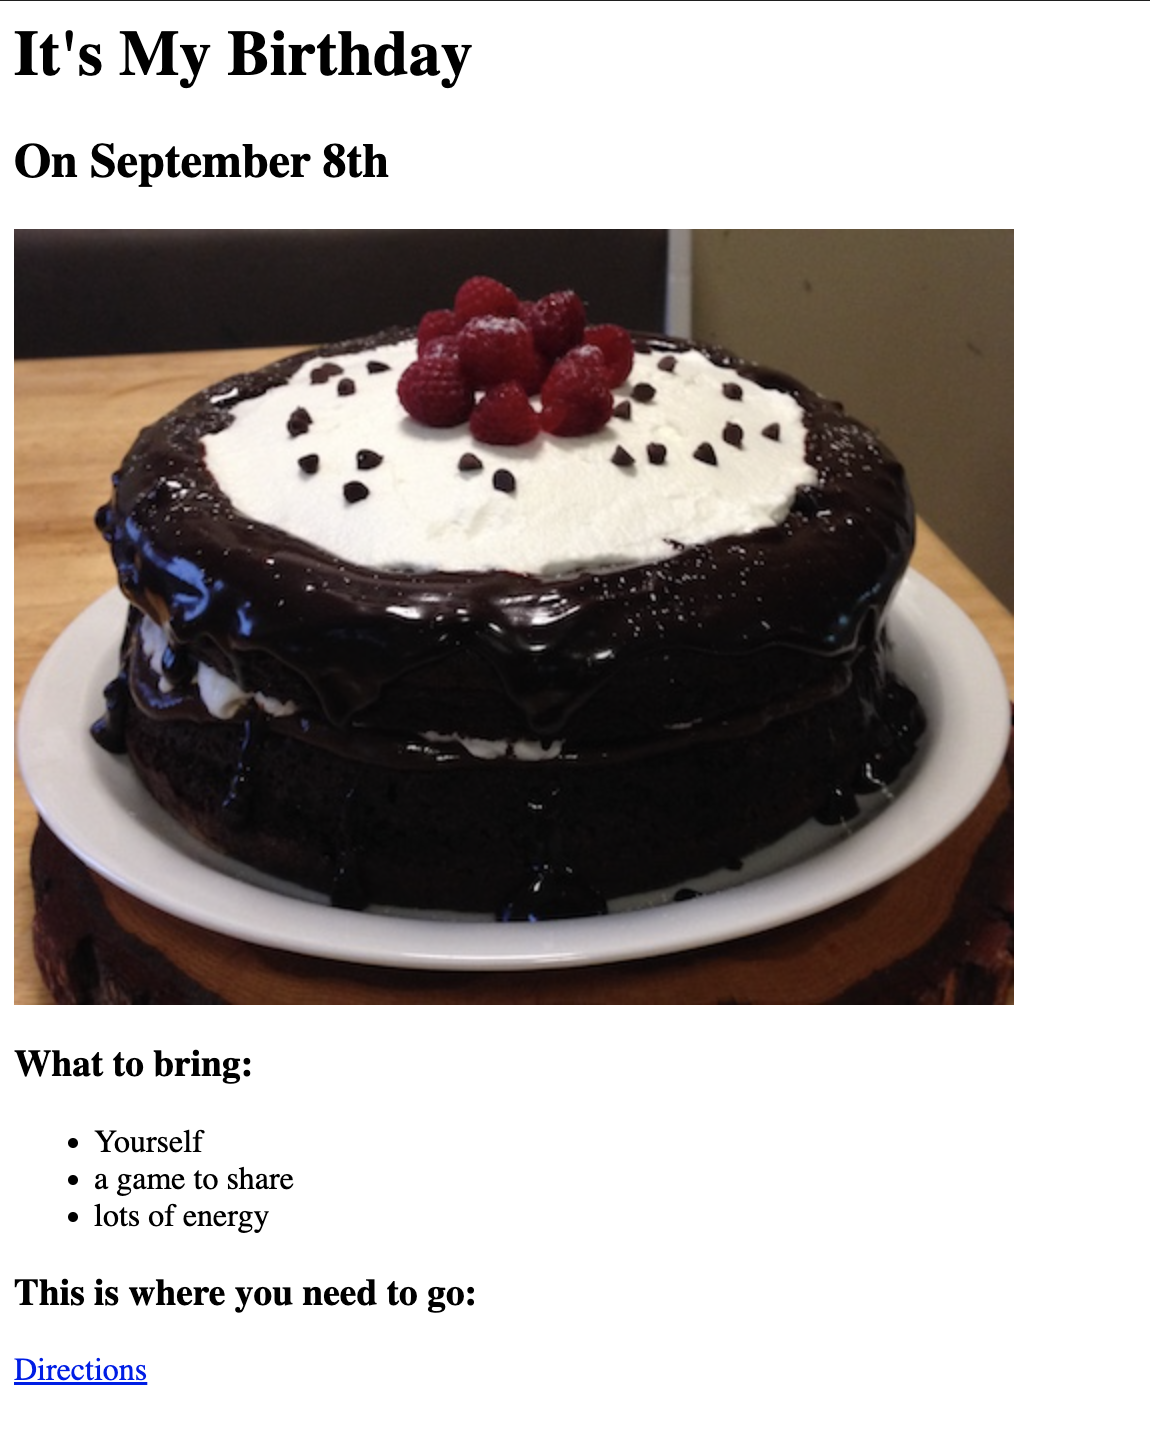 It's My Birthday
On September 8th
What to bring:
Yourself
a game to share
lots of energy
This is where you need to go:
Directions